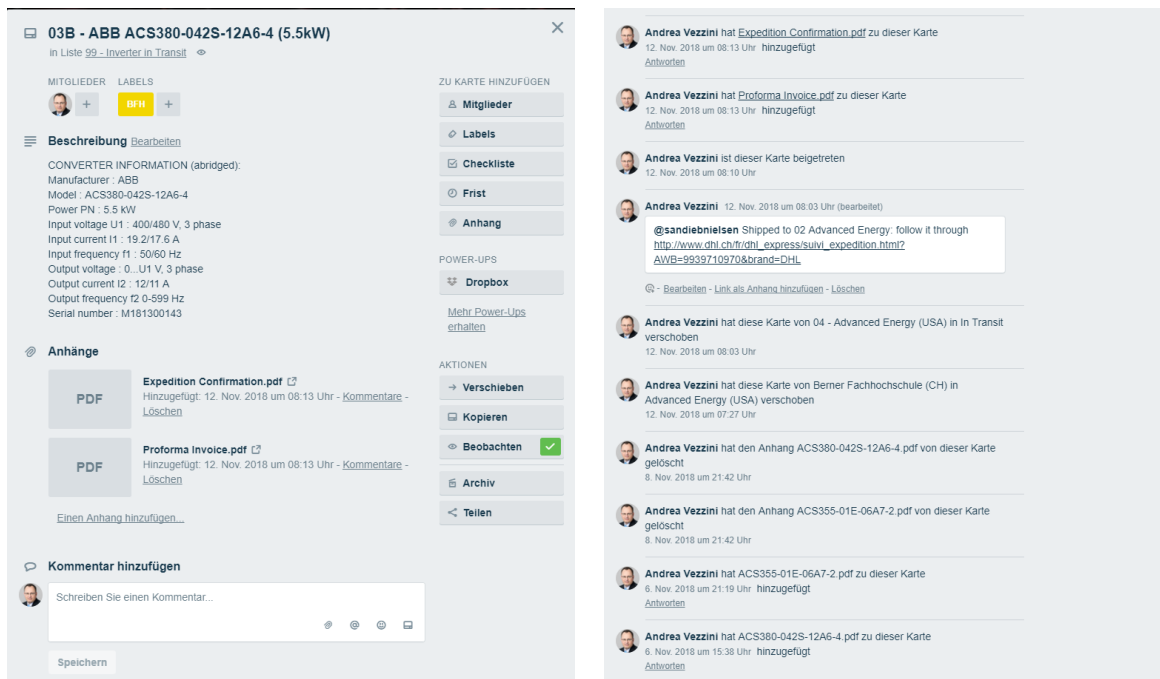 03B - ABB ACS380-042S-12A6-4 (5.5kW)
in Liste 99 - Inverter in Transit
MITGLIEDER LABELS
+ BFH +
Beschreibung Bearbeiten
CONVERTER INFORMATION (abridged):
Manufacturer : ABB
Model : ACS380-042S-12A6-4
Power PN : 5.5 kW
Input voltage U1 : 400/480 V, 3 phase
Input current I1 : 19.2/17.6 A
Input frequency f1 : 50/60 Hz
Output voltage : 0...U1 V, 3 phase
Output current I2 : 12/11 A
Output frequency f2 0-599 Hz
Serial number : M181300143
Anhänge
PDF
Expedition Confirmation.pdf
Hinzugefügt: 12. Nov. 2018 um 08:13 Uhr - Kommentare -
Löschen
PDF
Proforma Invoice.pdf
Hinzugefügt: 12. Nov. 2018 um 08:13 Uhr - Kommentare -
Löschen
Einen Anhang hinzufügen...
Kommentar hinzufügen
Schreiben Sie einen Kommentar...
@
Speichern
ZU KARTE HINZUFÜGEN
Mitglieder
Labels
Checkliste
Frist
Anhang
POWER-UPS
Dropbox
Mehr Power-Ups
erhalten
AKTIONEN
Verschieben
Kopieren
Beobachten
Archiv
Teilen
Andrea Vezzini hat Expedition Confirmation.pdf zu dieser Karte
12. Nov. 2018 um 08:13 Uhr hinzugefügt
Antworten
Andrea Vezzini hat Proforma Invoice.pdf zu dieser Karte
12. Nov. 2018 um 08:13 Uhr hinzugefügt
Antworten
Andrea Vezzini ist dieser Karte beigetreten
12. Nov. 2018 um 08:10 Uhr
Andrea Vezzini 12. Nov. 2018 um 08:03 Uhr (bearbeitet)
@sandiebnielsen Shipped to 02 Advanced Energy: follow it through
http://www.dhl.ch/fr/dhl_express/suivi_expedition.html?
AWB=9939710970&brand=DHL
- Bearbeiten - Link als Anhang hinzufügen - Löschen
Andrea Vezzini hat diese Karte von 04 - Advanced Energy (USA) in In Transit
verschoben
12. Nov. 2018 um 08:03 Uhr
Andrea Vezzini hat diese Karte von Berner Fachhochschule (CH) in
Advanced Energy (USA) verschoben
12. Nov. 2018 um 07:27 Uhr
Andrea Vezzini hat den Anhang ACS380-042S-12A6-4.pdf von dieser Karte
gelöscht
8. Nov. 2018 um 21:42 Uhr
Andrea Vezzini hat den Anhang ACS355-01E-06A7-2.pdf von dieser Karte
gelöscht
8. Nov. 2018 um 21:42 Uhr
Andrea Vezzini hat ACS355-01E-06A7-2.pdf zu dieser Karte
6. Nov. 2018 um 21:19 Uhr hinzugefügt
Antworten
Andrea Vezzini hat ACS380-042S-12A6-4.pdf zu dieser Karte
6. Nov. 2018 um 15:38 Uhr hinzugefügt
Antworten